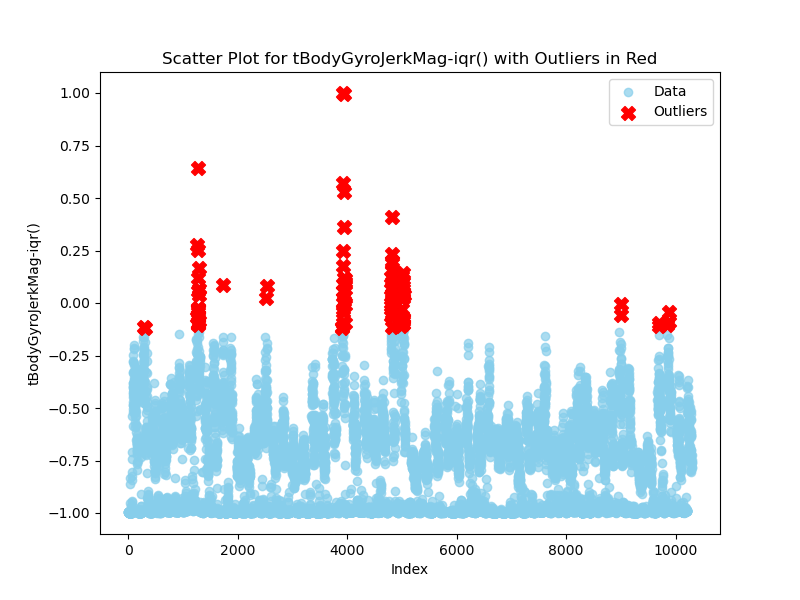 Scatter Plot for tBodyGyroJerkMag-iqr() with Outliers in Red
Data
Outliers
tBodyGyroJerkMag-iqr()
1.00
0.75
0.50
0.25
0.00
−0.25
−0.50
−0.75
−1.00
0 2000 4000 6000 8000 10000
Index